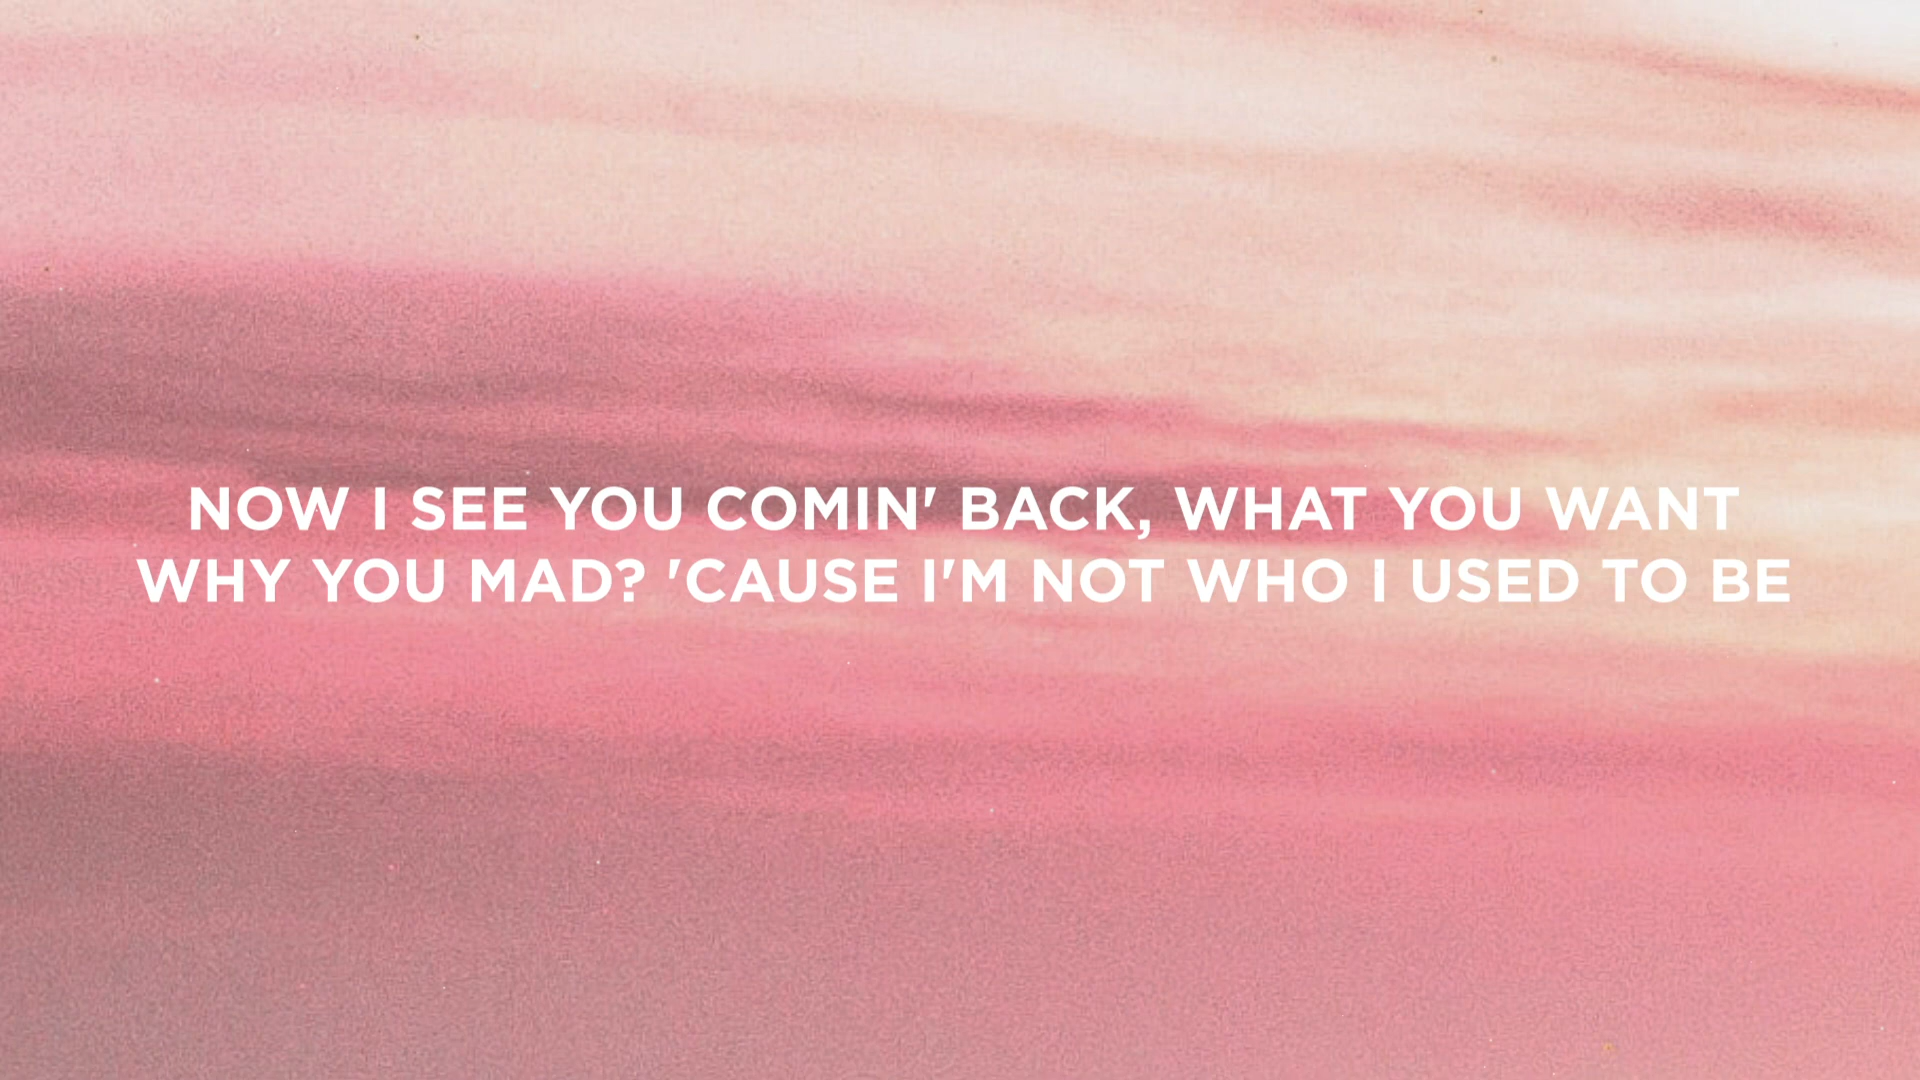 NOW I SEE YOU COMIN' BACK, WHAT YOU WANT
WHY YOU MAD? 'CAUSE I'M NOT WHO I USED TO BE